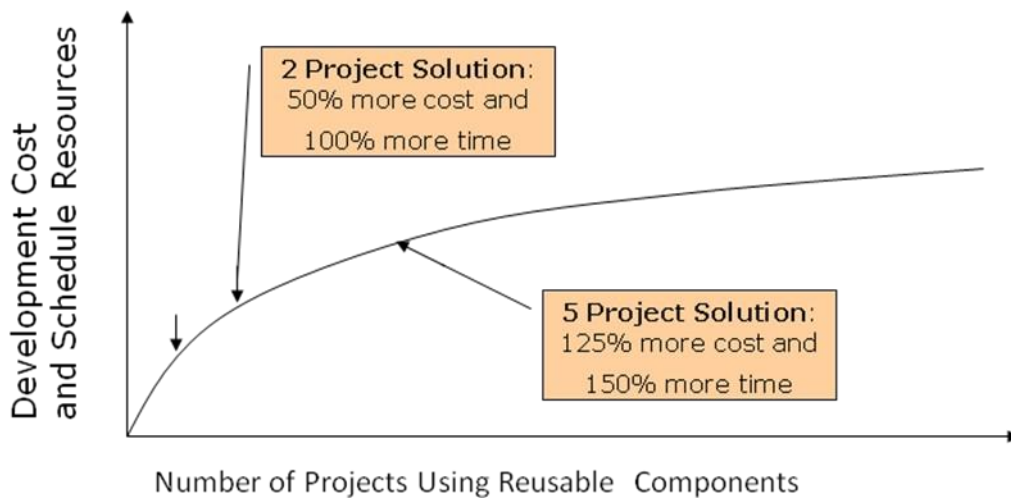 Development Cost
and Schedule Resources
2 Project Solution:
50% more cost and
100% more time
5 Project Solution:
125% more cost and
150% more time
Number of Projects Using Reusable Components